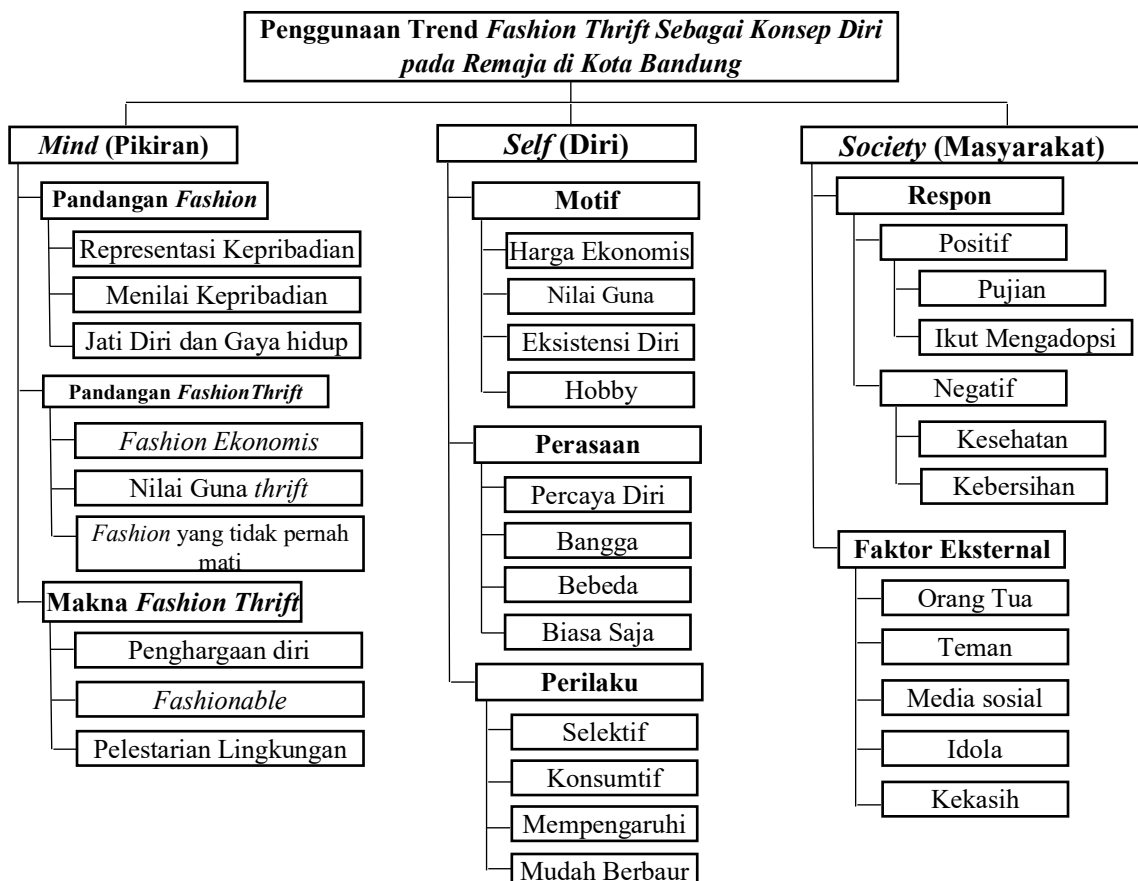 Penggunaan Trend Fashion Thrift Sebagai Konsep Diri
pada Remaja di Kota Bandung
Mind (Pikiran)
Pandangan Fashion
Representasi Kepribadian
Menilai Kepribadian
Jati Diri dan Gaya hidup
Pandangan Fashion Thrift
Fashion Ekonomis
Nilai Guna thrift
Fashion yang tidak pernah
mati
Makna Fashion Thrift
Penghargaan diri
Fashionable
Pelestarian Lingkungan
Self (Diri)
Motif
Harga Ekonomis
Nilai Guna
Eksistensi Diri
Hobby
Perasaan
Percaya Diri
Bangga
Bebeda
Biasa Saja
Perilaku
Selektif
Konsumtif
Mempengaruhi
Mudah Berbaur
Society (Masyarakat)
Respon
Positif
Pujian
Ikut Mengadopsi
Negatif
Kesehatan
Kebersihan
Faktor Eksternal
Orang Tua
Teman
Media sosial
Idola
Kekasih